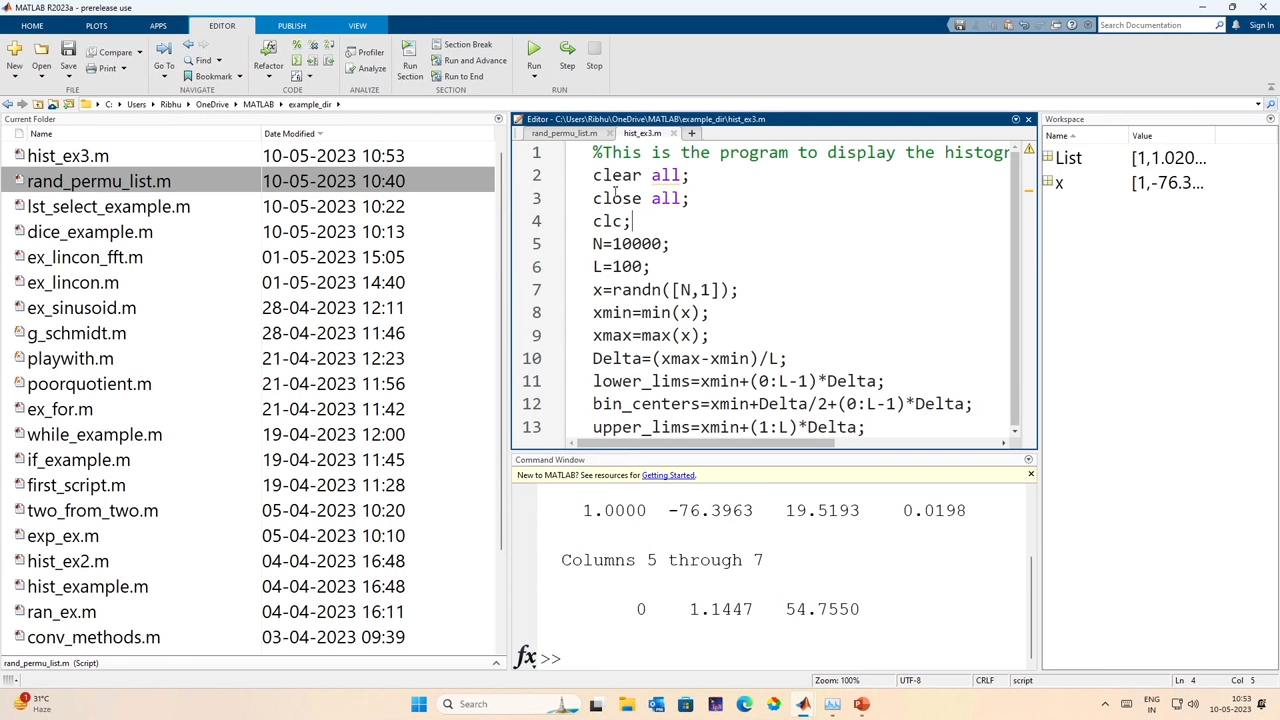 MATLAB R2023a - prerelease use
HOME PLOTS APPS EDITOR PUBLISH VIEW
Search Documentation Sign In
New Open Save Compare Print Go To Find Bookmark Refactor Profiler Analyze Run Section Section Break Run and Advance Run to End Run Step Stop
FILE NAVIGATE CODE ANALYZE SECTION RUN
C: Users Ribhu OneDrive MATLAB example_dir
Current Folder
Name Date Modified
hist_ex3.m 10-05-2023 10:53
rand_permu_list.m 10-05-2023 10:40
lst_select_example.m 10-05-2023 10:22
dice_example.m 10-05-2023 10:13
ex_lincon_fft.m 01-05-2023 15:05
ex_lincon.m 01-05-2023 14:40
ex_sinusoid.m 28-04-2023 12:11
g_schmidt.m 28-04-2023 11:46
playwith.m 21-04-2023 12:23
poorquotient.m 21-04-2023 11:56
ex_for.m 21-04-2023 11:42
while_example.m 19-04-2023 12:00
if_example.m 19-04-2023 11:45
first_script.m 19-04-2023 11:28
two_from_two.m 05-04-2023 10:20
exp_ex.m 05-04-2023 10:10
hist_ex2.m 04-04-2023 16:48
hist_example.m 04-04-2023 16:48
ran_ex.m 04-04-2023 16:11
conv_methods.m 03-04-2023 09:39
rand_permu_list.m (Script)
Editor - C:\Users\Ribhu\OneDrive\MATLAB\example_dir\hist_ex3.m
rand_permu_list.m hist_ex3.m
1 %This is the program to display the histogr
2 clear all;
3 close all;
4 clc;
5 N=10000;
6 L=100;
7 x=randn([N,1]);
8 xmin=min(x);
9 xmax=max(x);
10 Delta=(xmax-xmin)/L;
11 lower_lims=xmin+(0:L-1)*Delta;
12 bin_centers=xmin+Delta/2+(0:L-1)*Delta;
13 upper_lims=xmin+(1:L)*Delta;
Command Window
New to MATLAB? See resources for Getting Started.
1.0000 -76.3963 19.5193 0.0198
Columns 5 through 7
0 1.1447 54.7550
fx >>
Workspace
Name Value
List [1,1.020...
x [1,-76.3...
Zoom: 100% UTF-8 CRLF script Ln 4 Col 5
1
31°C
Haze
Search
ENG
IN
10:53
10-05-2023